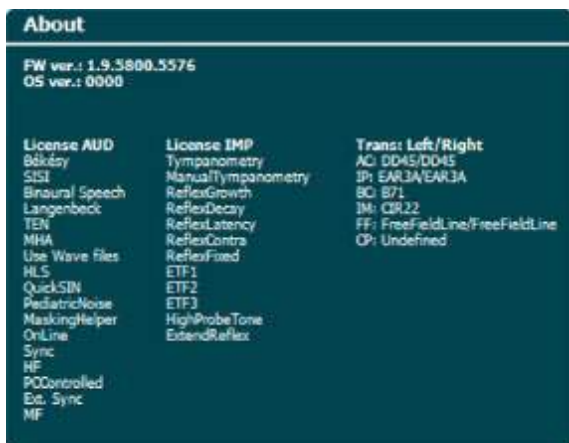 About
FW ver.: 1.9.5800.5576
OS ver.: 0000
License AUD
Békésy
SISI
Binaural Speech
Langenbeck
TEN
MHA
Use Wave files
HLS
QuickSIN
PediatricNoise
MaskingHelper
OnLine
Sync
HF
PCControlled
Ext. Sync
MF
License IMP
Tympanometry
ManualTympanometry
ReflexGrowth
ReflexDecay
ReflexLatency
ReflexContra
ReflexFixed
ETF1
ETF2
ETF3
HighProbeTone
ExtendReflex
Trans: Left/Right
AC: DD45/DD45
IP: EAR3A/EAR3A
BC: B71
IM: CIR22
FF: FreeFieldLine/FreeFieldLine
CP: Undefined